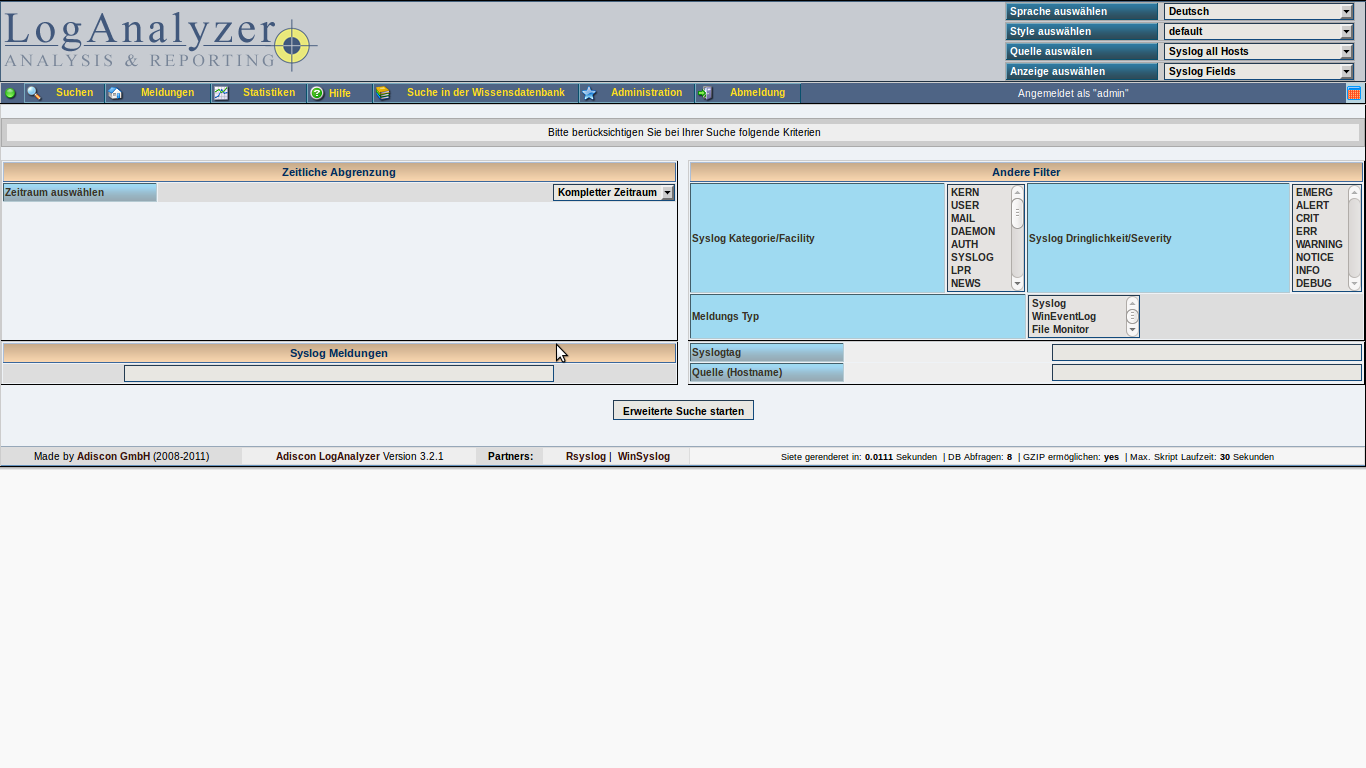 LogAnalyzer
ANALYSIS & REPORTING
Sprache auswählen Deutsch
Style auswählen default
Quelle auswälen Syslog all Hosts
Anzeige auswählen Syslog Fields
Suchen Meldungen Statistiken Hilfe Suche in der Wissensdatenbank Administration Abmeldung Angemeldet als "admin"
Bitte berücksichtigen Sie bei Ihrer Suche folgende Kriterien
Zeitliche Abgrenzung
Zeitraum auswählen Kompletter Zeitraum
Andere Filter
Syslog Kategorie/Facility
KERN
USER
MAIL
DAEMON
AUTH
SYSLOG
LPR
NEWS
Syslog Dringlichkeit/Severity
EMERG
ALERT
CRIT
ERR
WARNING
NOTICE
INFO
DEBUG
Meldungs Typ
Syslog
WinEventLog
File Monitor
Syslog Meldungen
Syslogtag
Quelle (Hostname)
Erweiterte Suche starten
Made by Adiscon GmbH (2008-2011) Adiscon LogAnalyzer Version 3.2.1 Partners: Rsyslog | WinSyslog Siete gerenderet in: 0.0111 Sekunden | DB Abfragen: 8 | GZIP ermöglichen: yes | Max. Skript Laufzeit: 30 Sekunden